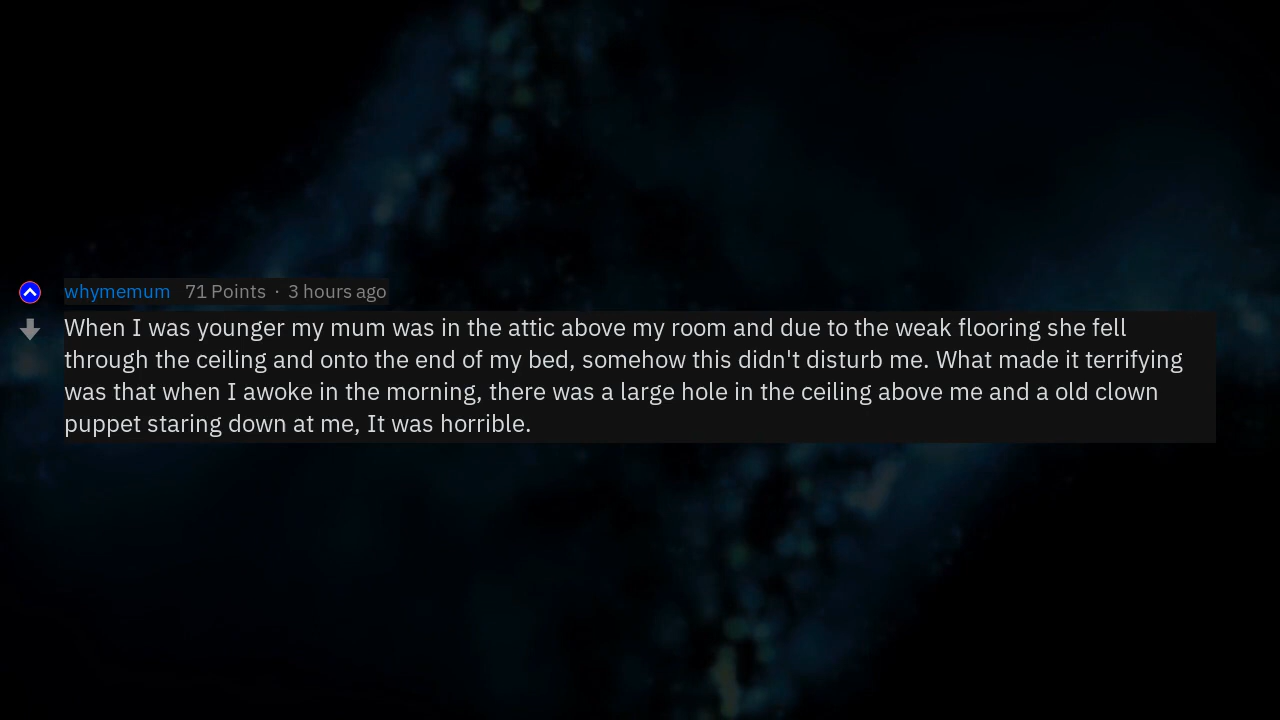 whymemum 71 Points · 3 hours ago
When I was younger my mum was in the attic above my room and due to the weak flooring she fell
through the ceiling and onto the end of my bed, somehow this didn't disturb me. What made it terrifying
was that when I awoke in the morning, there was a large hole in the ceiling above me and a old clown
puppet staring down at me, It was horrible.